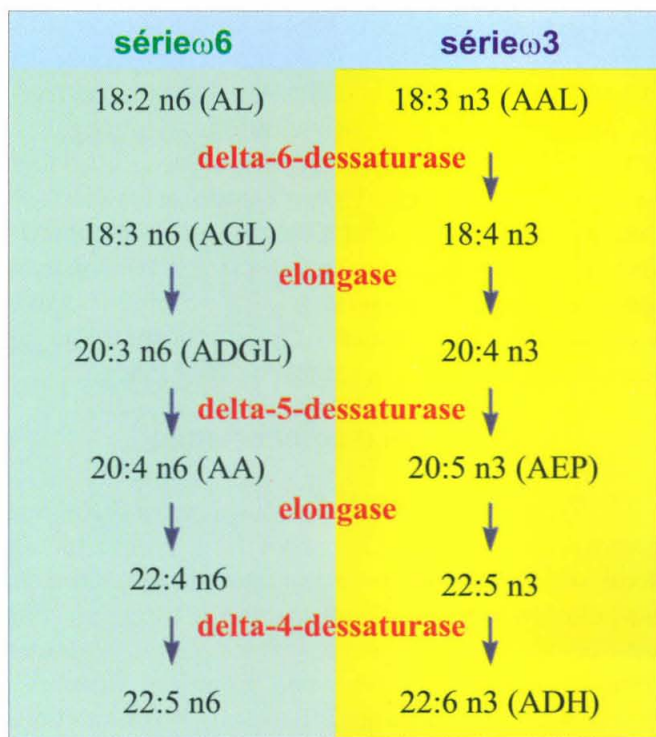 sérieω6 sérieω3
18:2 n6 (AL) 18:3 n3 (AAL)
delta-6-dessaturase
18:3 n6 (AGL) 18:4 n3
elongase
20:3 n6 (ADGL) 20:4 n3
delta-5-dessaturase
20:4 n6 (AA) 20:5 n3 (AEP)
elongase
22:4 n6 22:5 n3
delta-4-dessaturase
22:5 n6 22:6 n3 (ADH)